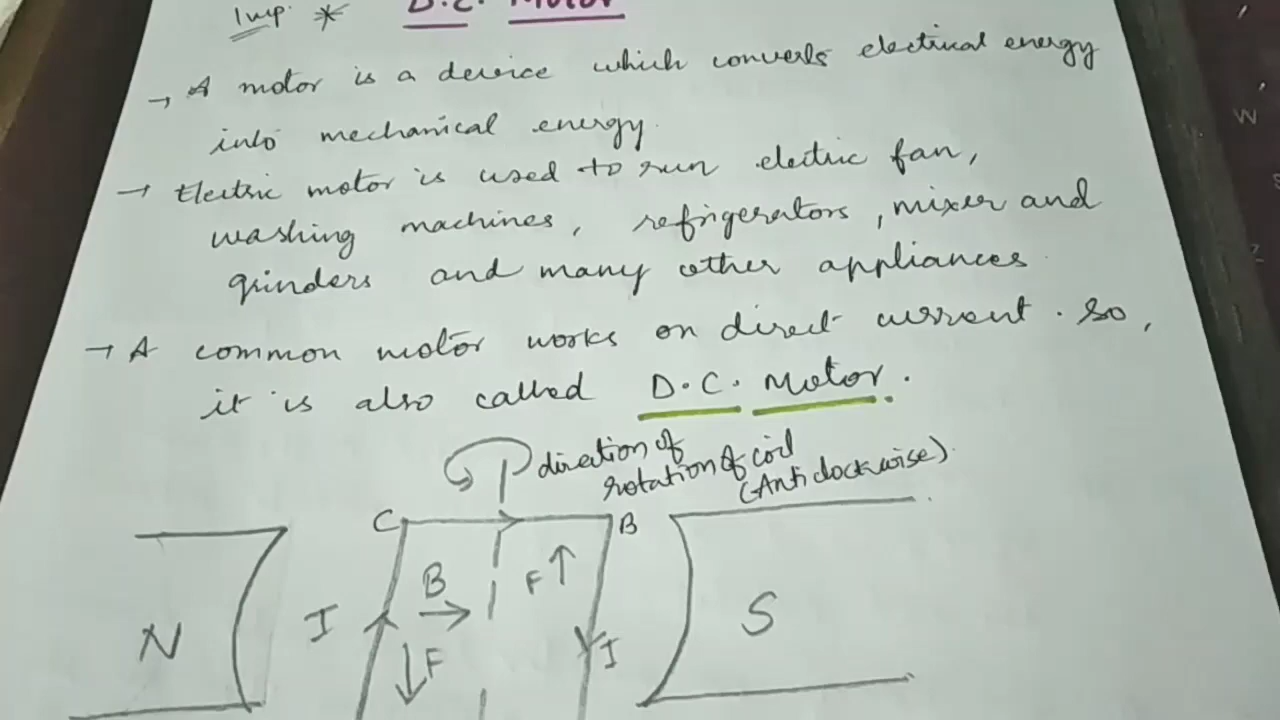 Imp. * D.C. Motor
→ A motor is a device which converts electrical energy
into mechanical energy.
→ Electric motor is used to run electric fan,
washing machines, refrigerators, mixer and
grinders and many other appliances.
→ A common motor works on direct current. So,
it is also called D.C. Motor.
direction of
rotation of coil
(Anticlockwise).
C
B
B
F ↑
N
I
S
↓ F
I
W